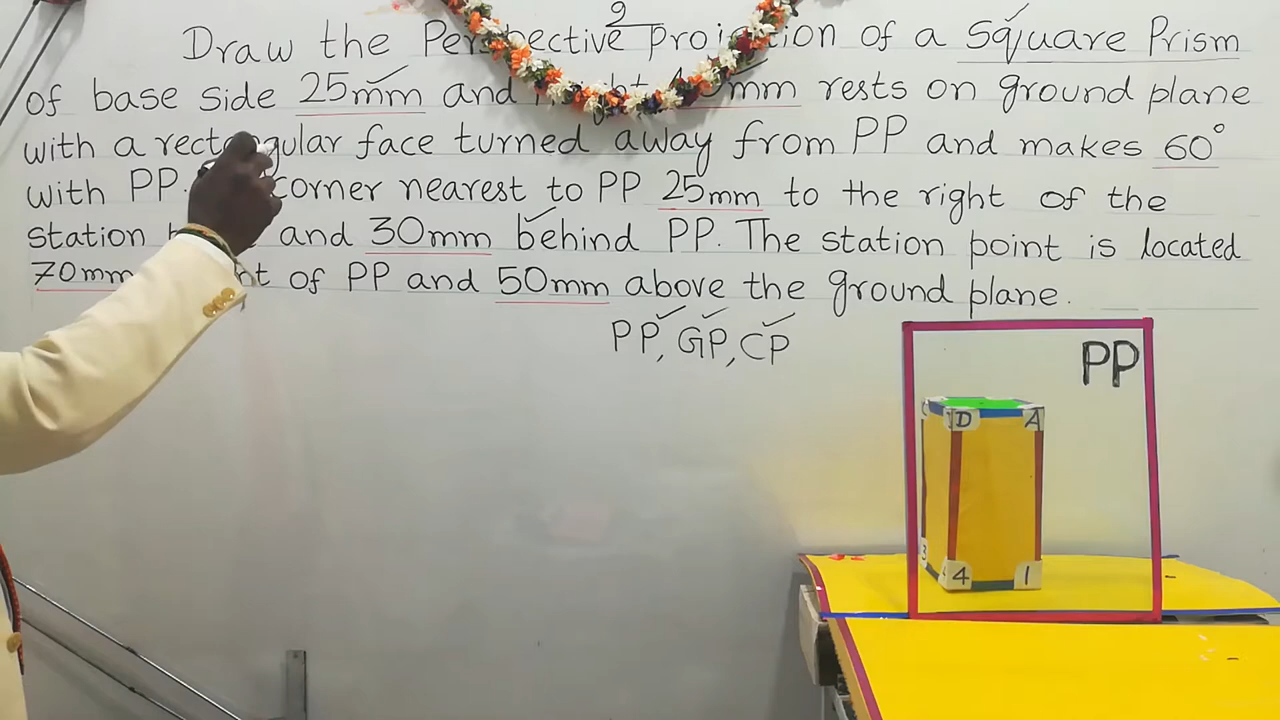 9
Draw the Perspective projection of a Square Prism
of base side 25mm and mm rests on ground plane
with a rectangular face turned away from PP and makes 60°
with PP. corner nearest to PP 25mm to the right of the
station and 30mm behind PP. The station point is located
70mm of PP and 50mm above the ground plane.
PP, GP, CP
PP
D A
3
4 1